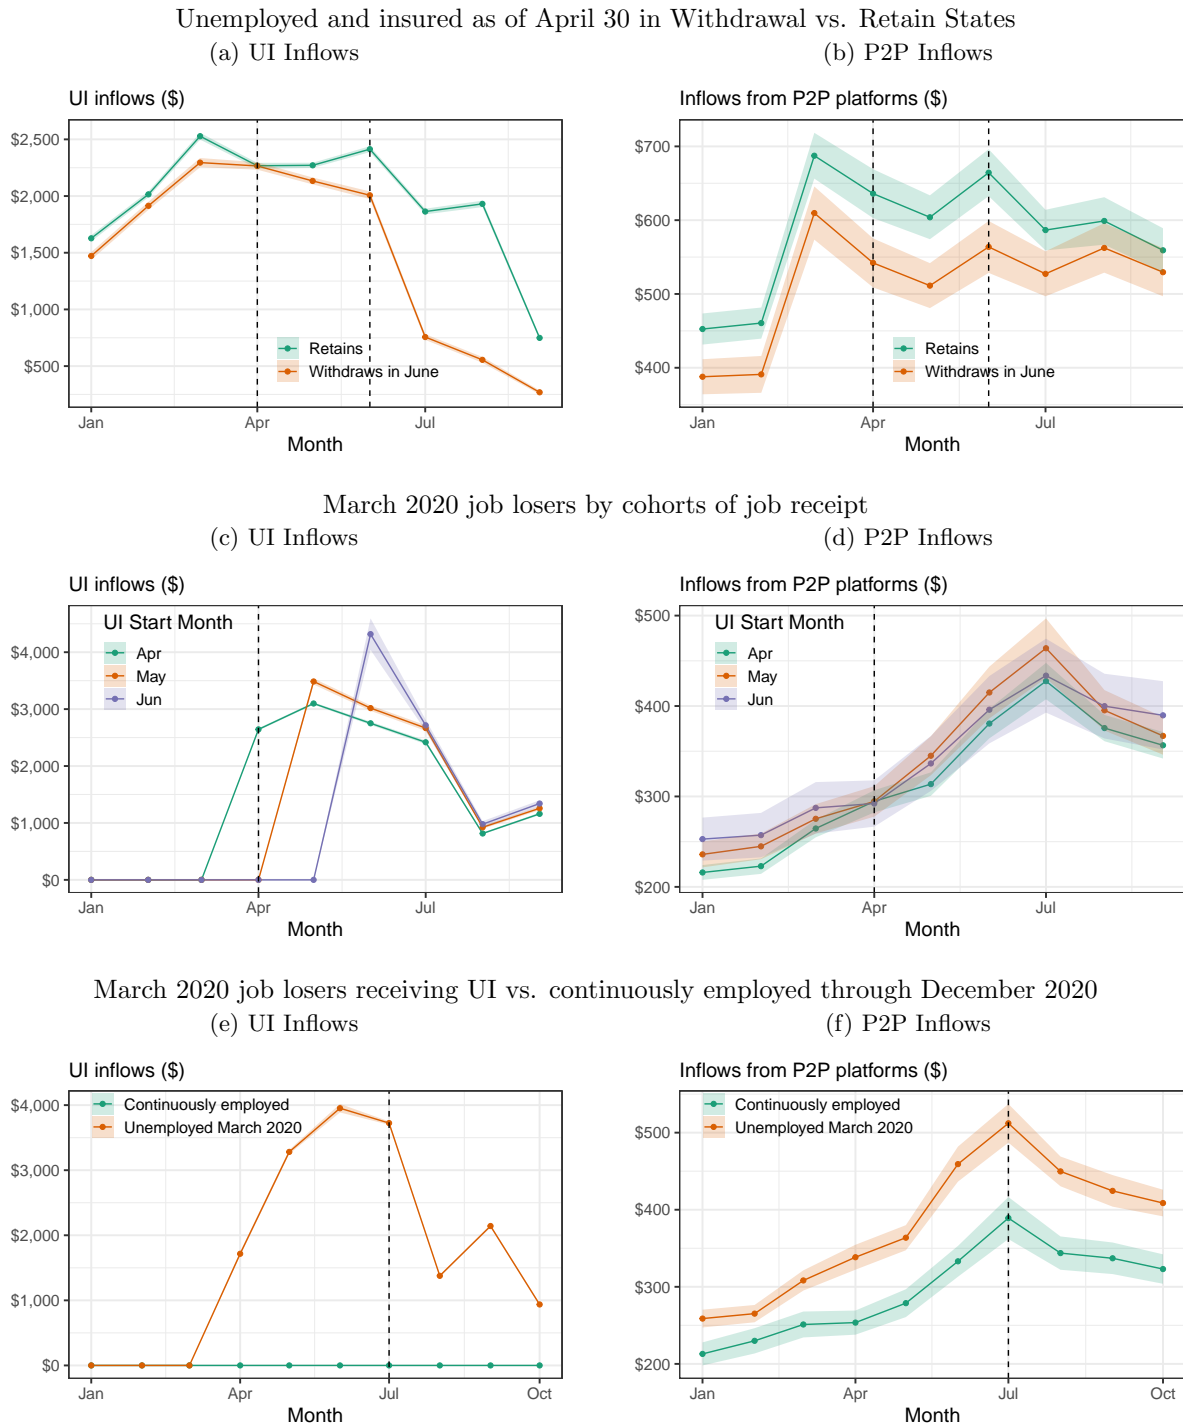 Unemployed and insured as of April 30 in Withdrawal vs. Retain States
(a) UI Inflows
(b) P2P Inflows
UI inflows ($)
$2,500
$2,000
$1,500
$1,000
$500
Retains
Withdraws in June
Jan
Apr
Jul
Month
Inflows from P2P platforms ($)
$700
$600
$500
$400
Retains
Withdraws in June
Jan
Apr
Jul
Month
March 2020 job losers by cohorts of job receipt
(c) UI Inflows
(d) P2P Inflows
UI inflows ($)
UI Start Month
Apr
May
Jun
$4,000
$3,000
$2,000
$1,000
$0
Jan
Apr
Jul
Month
Inflows from P2P platforms ($)
UI Start Month
Apr
May
Jun
$500
$400
$300
$200
Jan
Apr
Jul
Month
March 2020 job losers receiving UI vs. continuously employed through December 2020
(e) UI Inflows
(f) P2P Inflows
UI inflows ($)
Continuously employed
Unemployed March 2020
$4,000
$3,000
$2,000
$1,000
$0
Jan
Apr
Jul
Oct
Month
Inflows from P2P platforms ($)
Continuously employed
Unemployed March 2020
$500
$400
$300
$200
Jan
Apr
Jul
Oct
Month